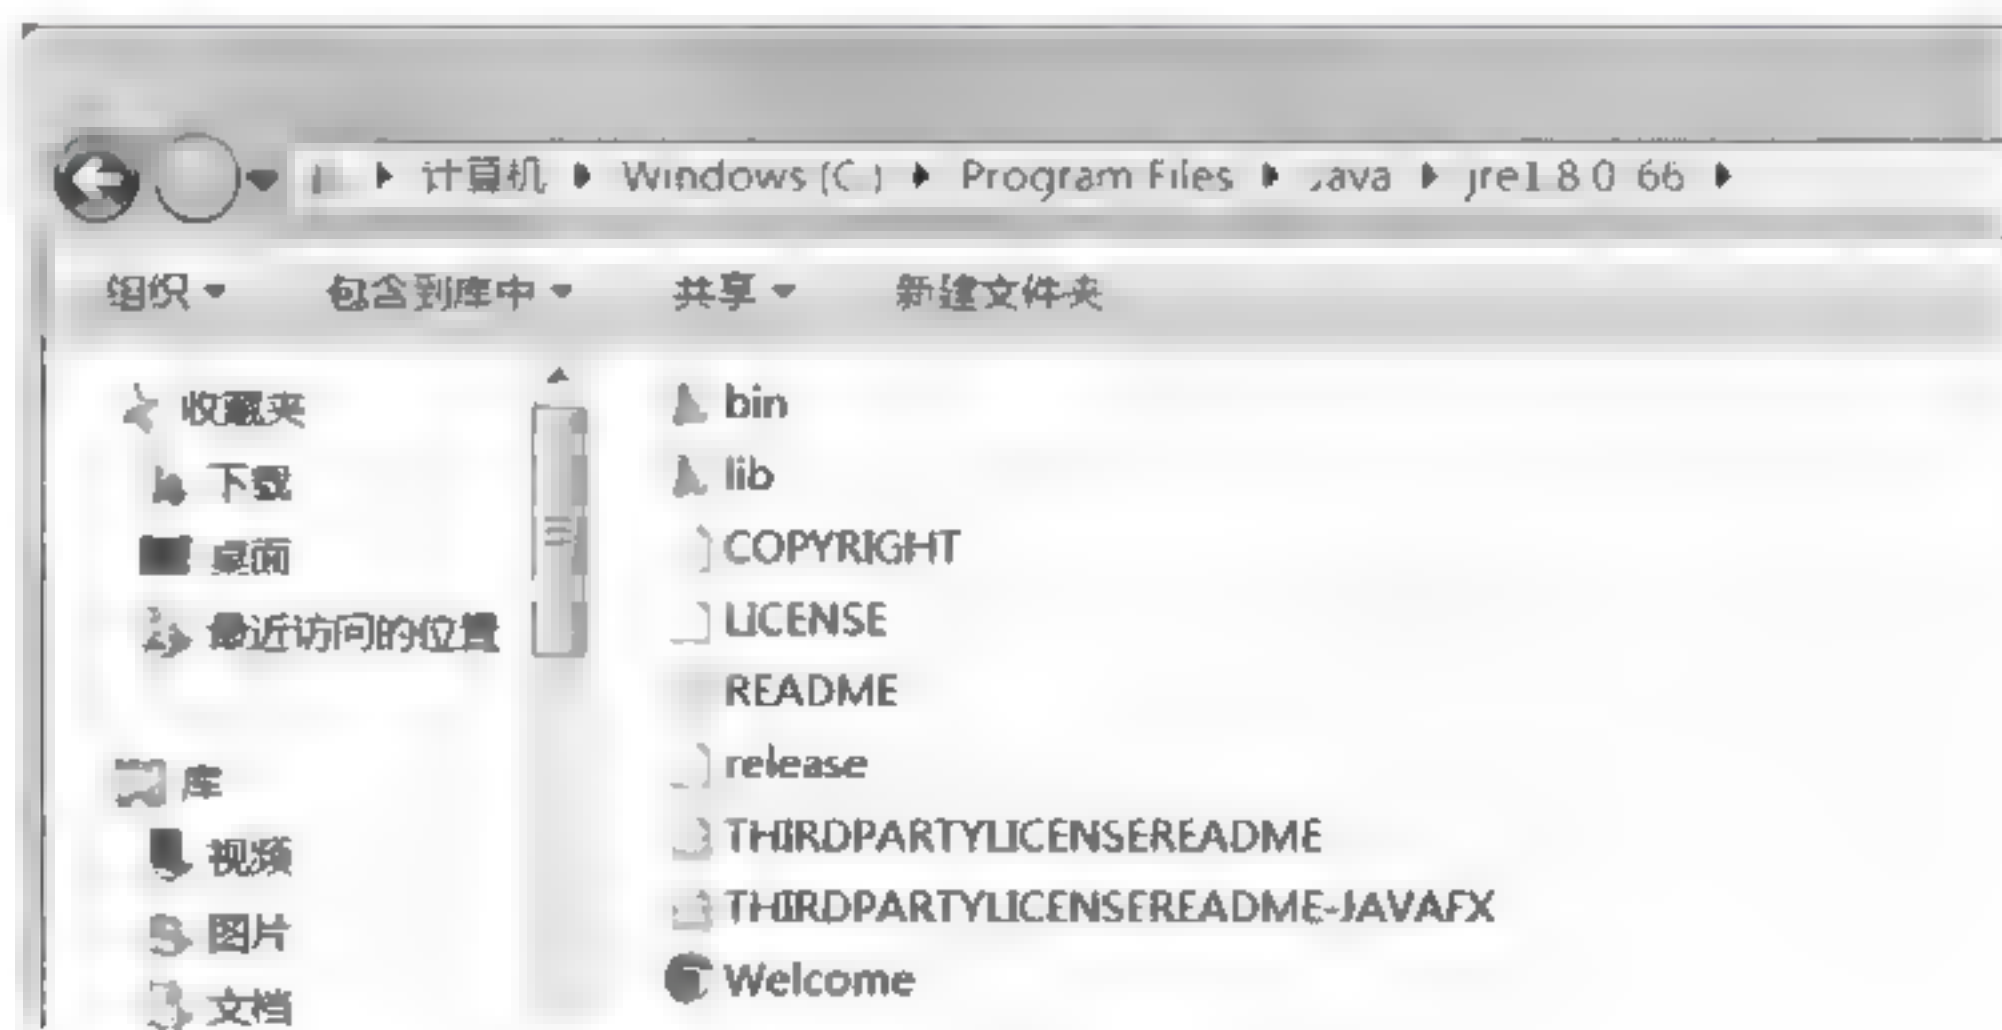 计算机 Windows (C:) Program Files Java jre1.8.0_66
组织 包含到库中 共享 新建文件夹
收藏夹
下载
桌面
最近访问的位置
库
视频
图片
文档
bin
lib
COPYRIGHT
LICENSE
README
release
THIRDPARTYLICENSEREADME
THIRDPARTYLICENSEREADME-JAVAFX
Welcome